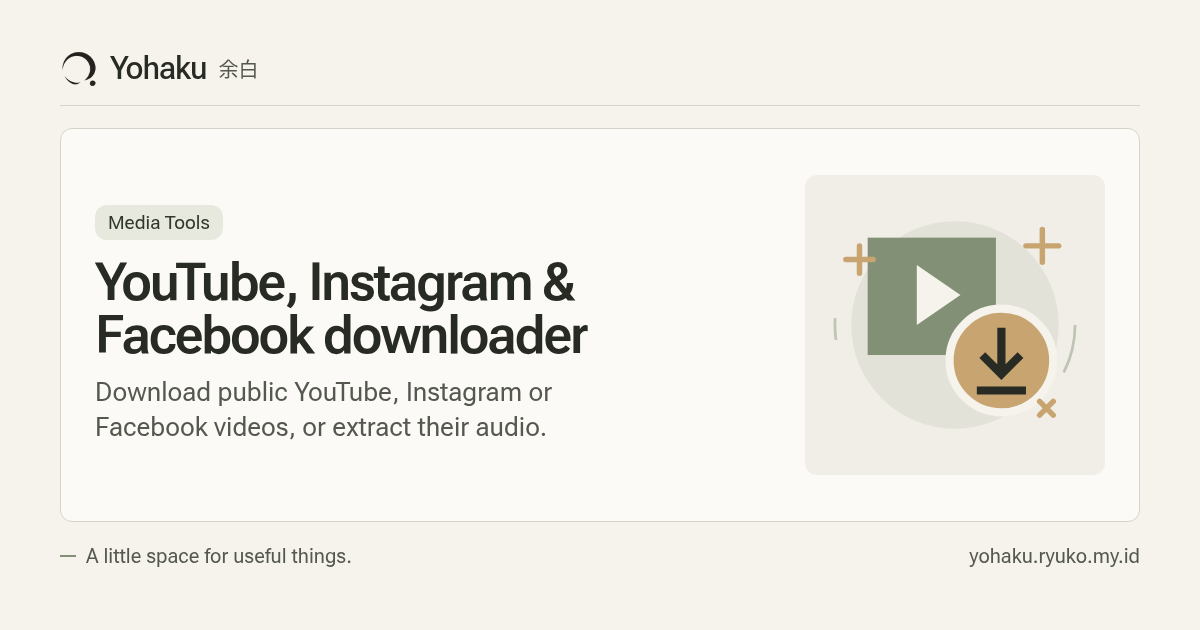 Yohaku 余白
Media Tools
YouTube, Instagram &
Facebook downloader
Download public YouTube, Instagram or
Facebook videos, or extract their audio.
— A little space for useful things.
yohaku.ryuko.my.id